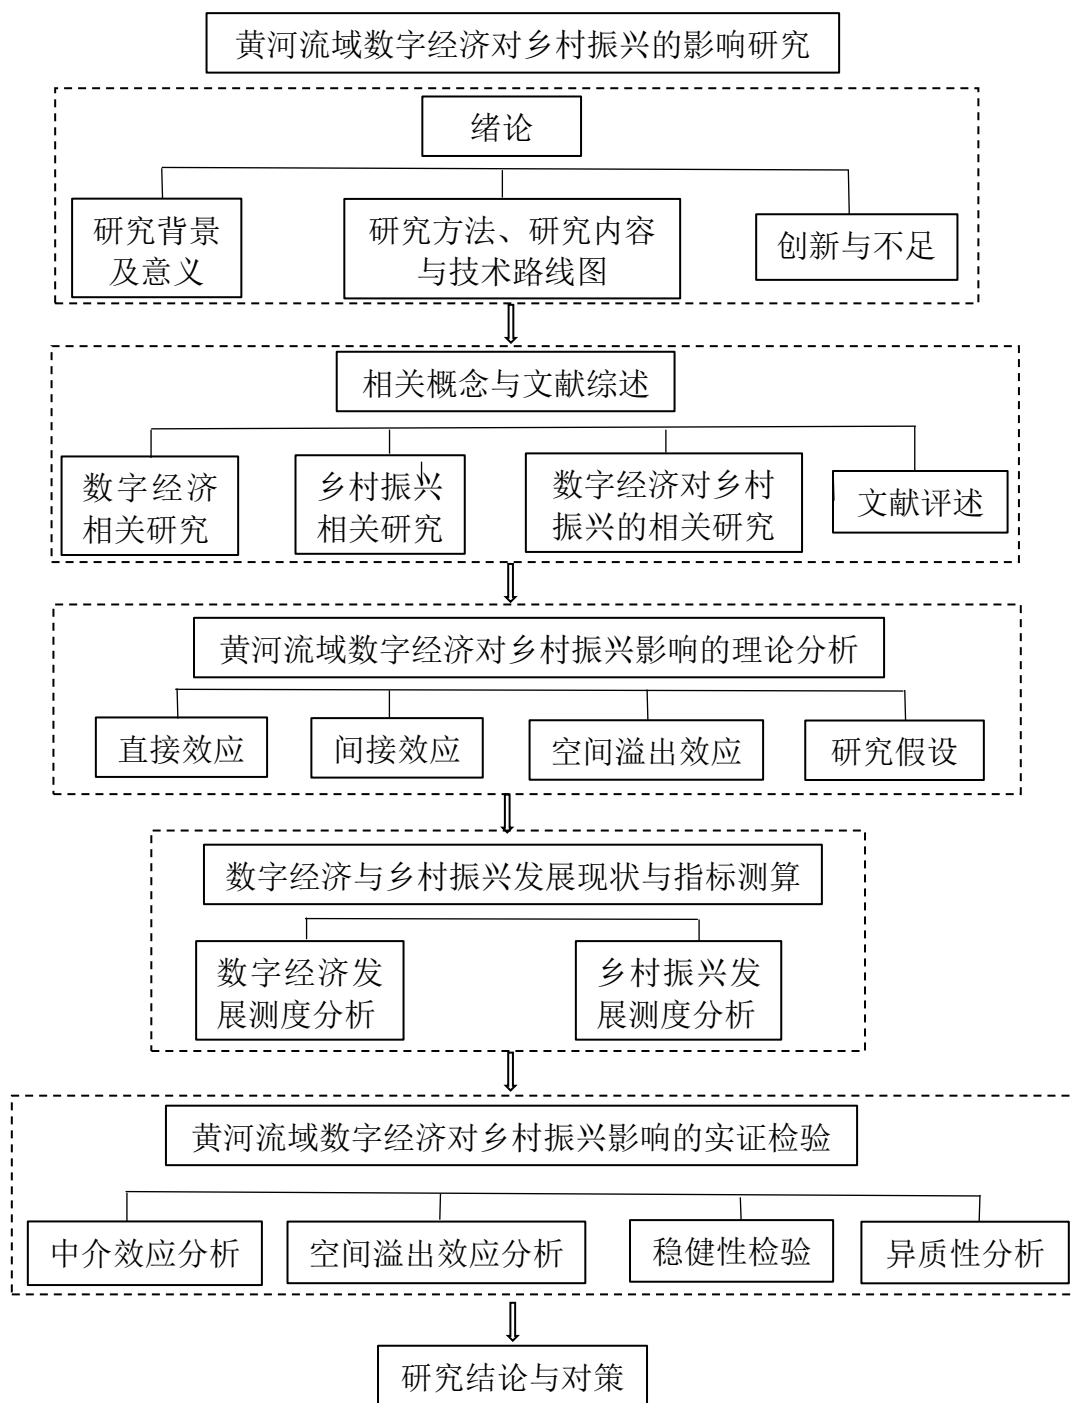 黄河流域数字经济对乡村振兴的影响研究
绪论
研究背景
及意义
研究方法、研究内容
与技术路线图
创新与不足
相关概念与文献综述
数字经济
相关研究
乡村振兴
相关研究
数字经济对乡村
振兴的相关研究
文献评述
黄河流域数字经济对乡村振兴影响的理论分析
直接效应
间接效应
空间溢出效应
研究假设
数字经济与乡村振兴发展现状与指标测算
数字经济发
展测度分析
乡村振兴发
展测度分析
黄河流域数字经济对乡村振兴影响的实证检验
中介效应分析
空间溢出效应分析
稳健性检验
异质性分析
研究结论与对策